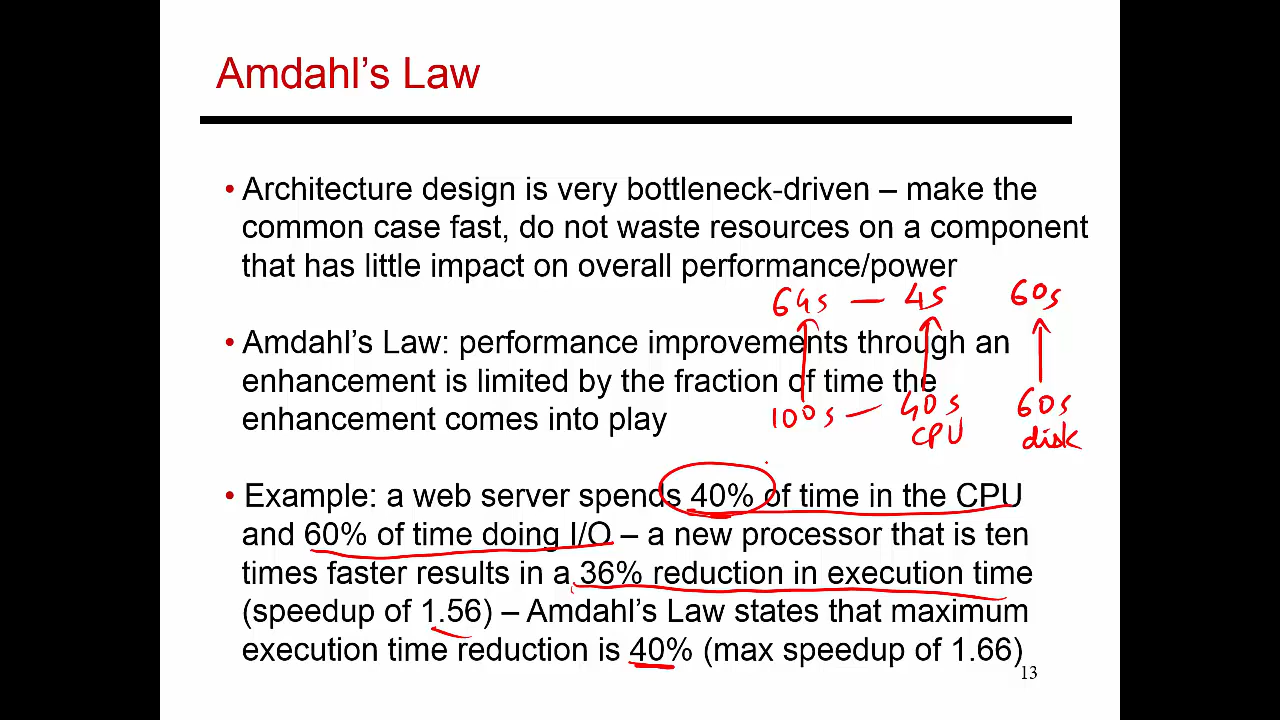 Amdahl's Law
• Architecture design is very bottleneck-driven – make the
common case fast, do not waste resources on a component
that has little impact on overall performance/power
64s — 4s 60s
• Amdahl's Law: performance improvements through an
enhancement is limited by the fraction of time the
enhancement comes into play
100s — 40s 60s
CPU disk
• Example: a web server spends 40% of time in the CPU
and 60% of time doing I/O – a new processor that is ten
times faster results in a 36% reduction in execution time
(speedup of 1.56) – Amdahl's Law states that maximum
execution time reduction is 40% (max speedup of 1.66)
13